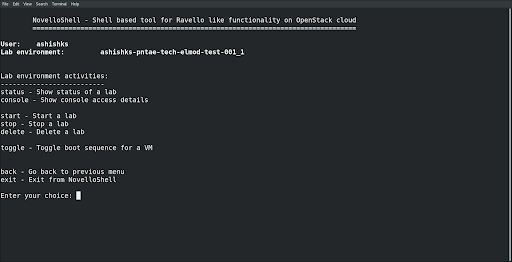 File Edit View Search Terminal Help
NovelloShell - Shell based tool for Ravello like functionality on OpenStack cloud
=================================================================================
User: ashishks
Lab environment: ashishks-pntae-tech-elmod-test-001_1
Lab environment activities:
--------------------------
status - Show status of a lab
console - Show console access details
start - Start a lab
stop - Stop a lab
delete - Delete a lab
toggle - Toggle boot sequence for a VM
back - Go back to previous menu
exit - Exit from NovelloShell
Enter your choice: